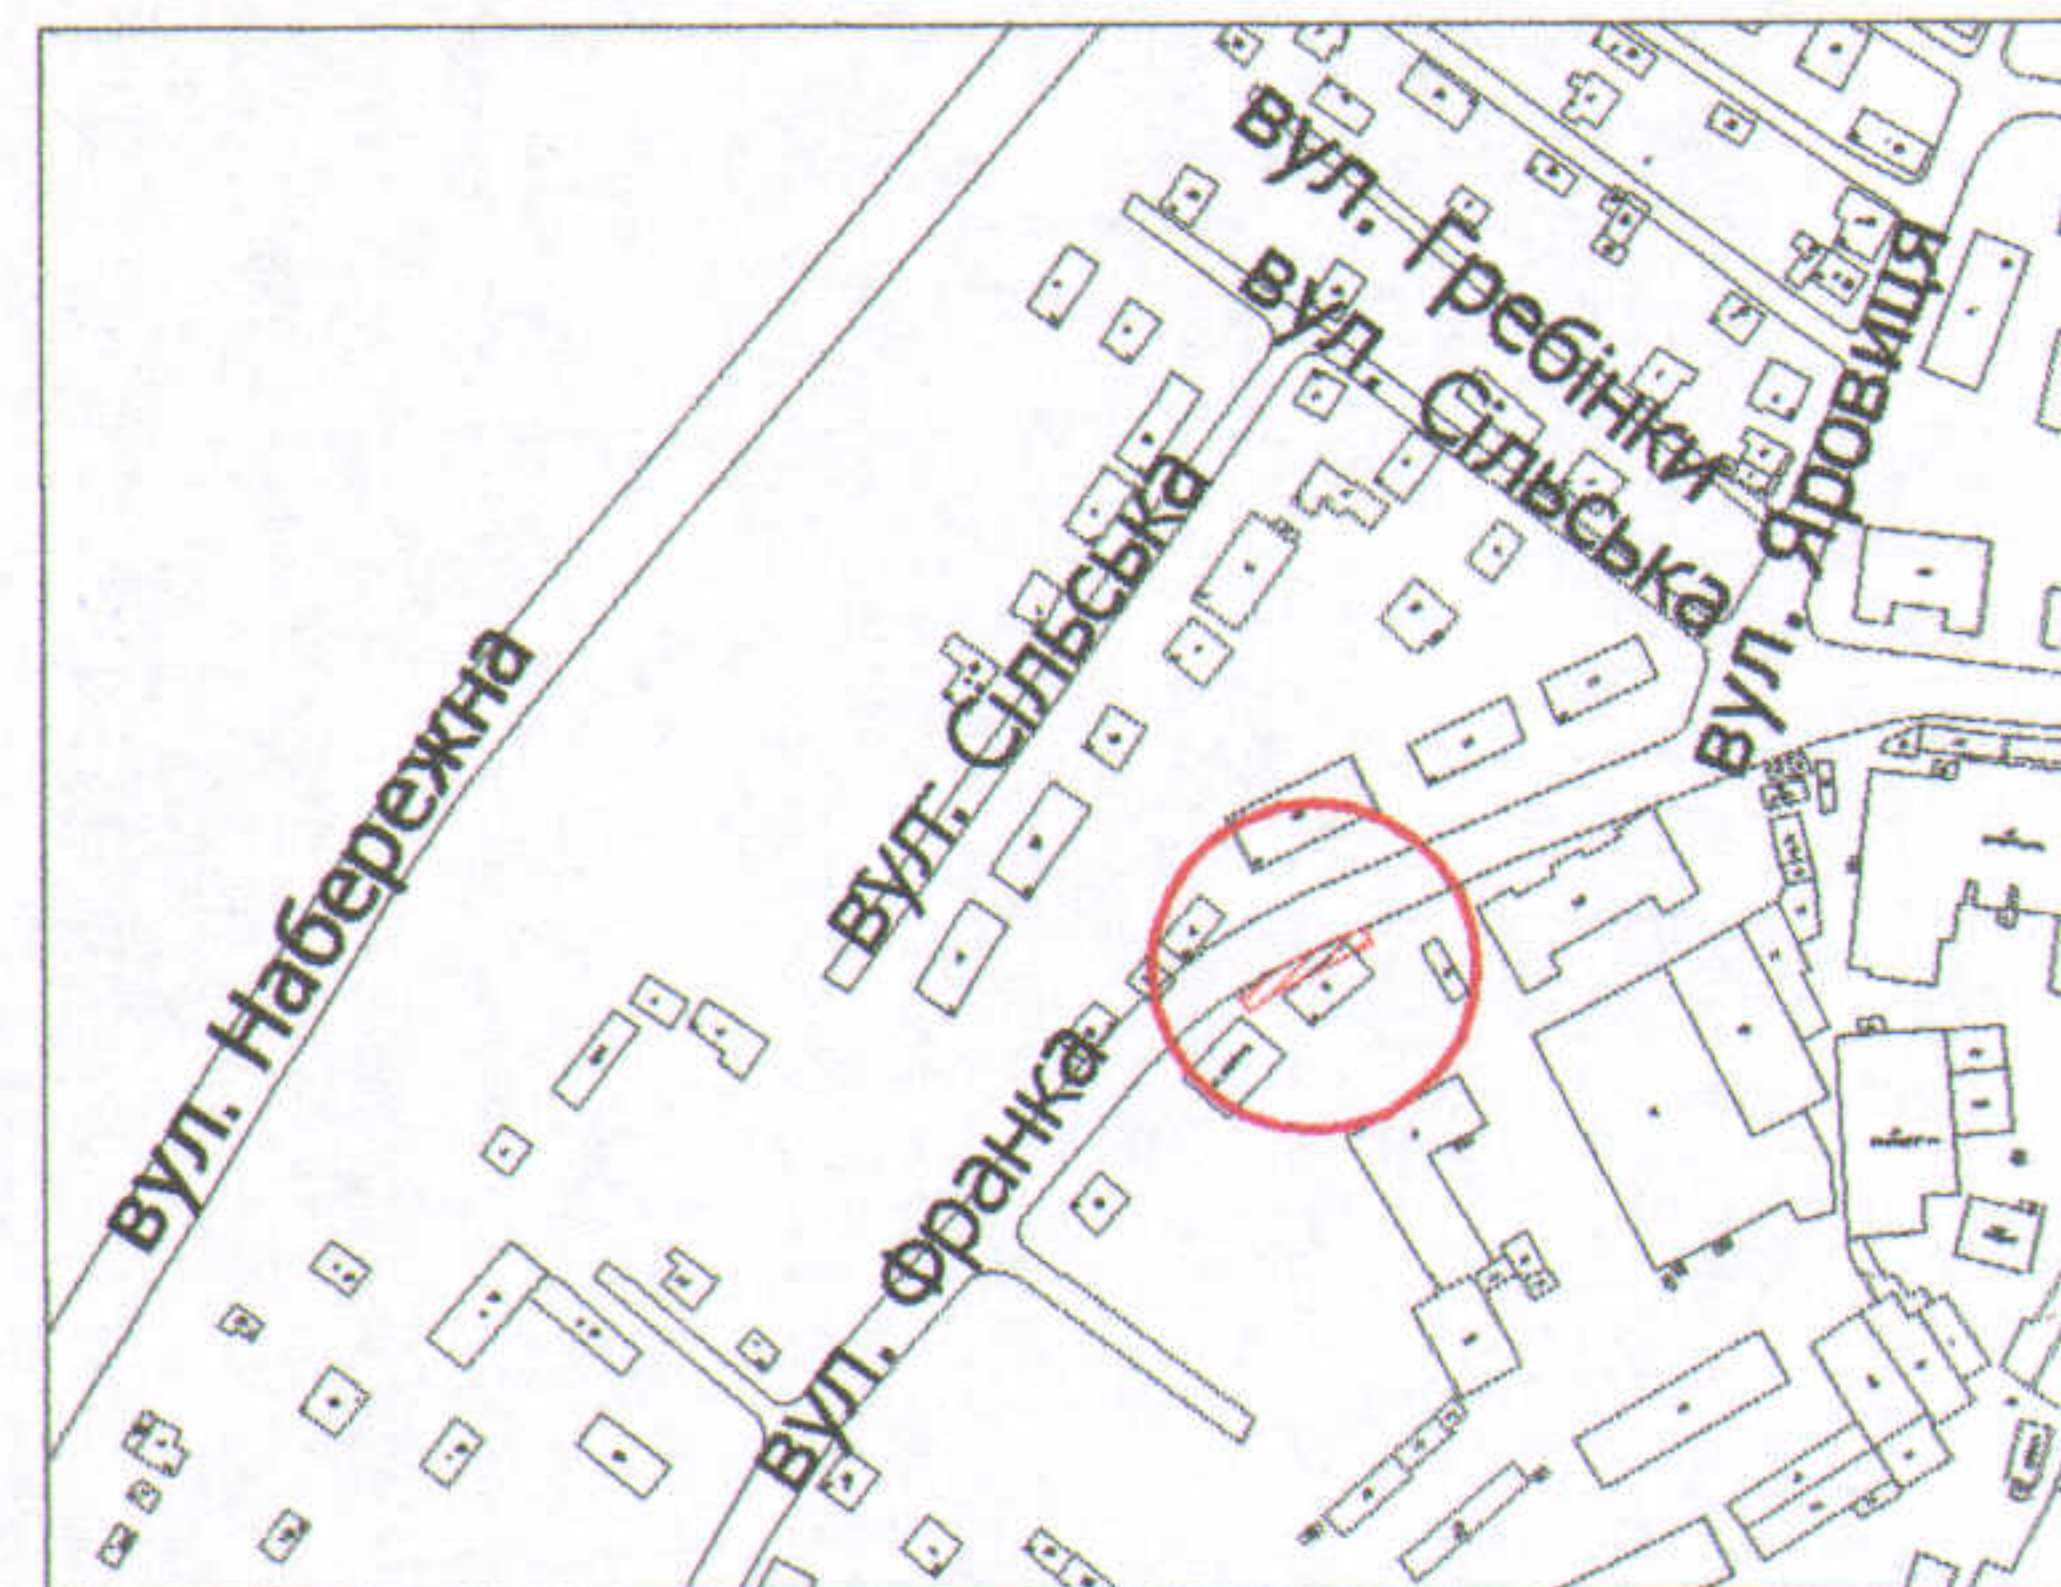 вул. Гребінки
вул. Сільська
вул. Яровиця
вул. Сільська
вул. Набережна
вул. Франка